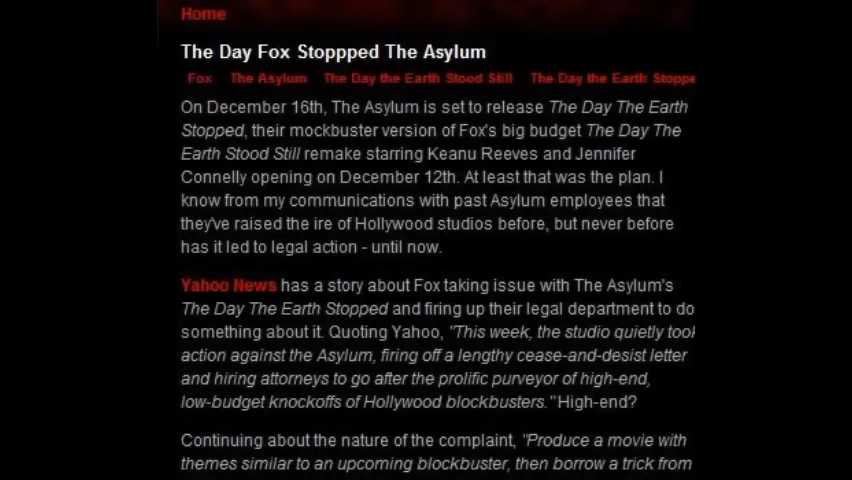 Home
The Day Fox Stoppped The Asylum
Fox The Asylum The Day the Earth Stood Still The Day the Earth Stoppe
On December 16th, The Asylum is set to release The Day The Earth
Stopped, their mockbuster version of Fox's big budget The Day The
Earth Stood Still remake starring Keanu Reeves and Jennifer
Connelly opening on December 12th. At least that was the plan. I
know from my communications with past Asylum employees that
they've raised the ire of Hollywood studios before, but never before
has it led to legal action - until now.
Yahoo News has a story about Fox taking issue with The Asylum's
The Day The Earth Stopped and firing up their legal department to do
something about it. Quoting Yahoo, "This week, the studio quietly took
action against the Asylum, firing off a lengthy cease-and-desist letter
and hiring attorneys to go after the prolific purveyor of high-end,
low-budget knockoffs of Hollywood blockbusters." High-end?
Continuing about the nature of the complaint, "Produce a movie with
themes similar to an upcoming blockbuster, then borrow a trick from